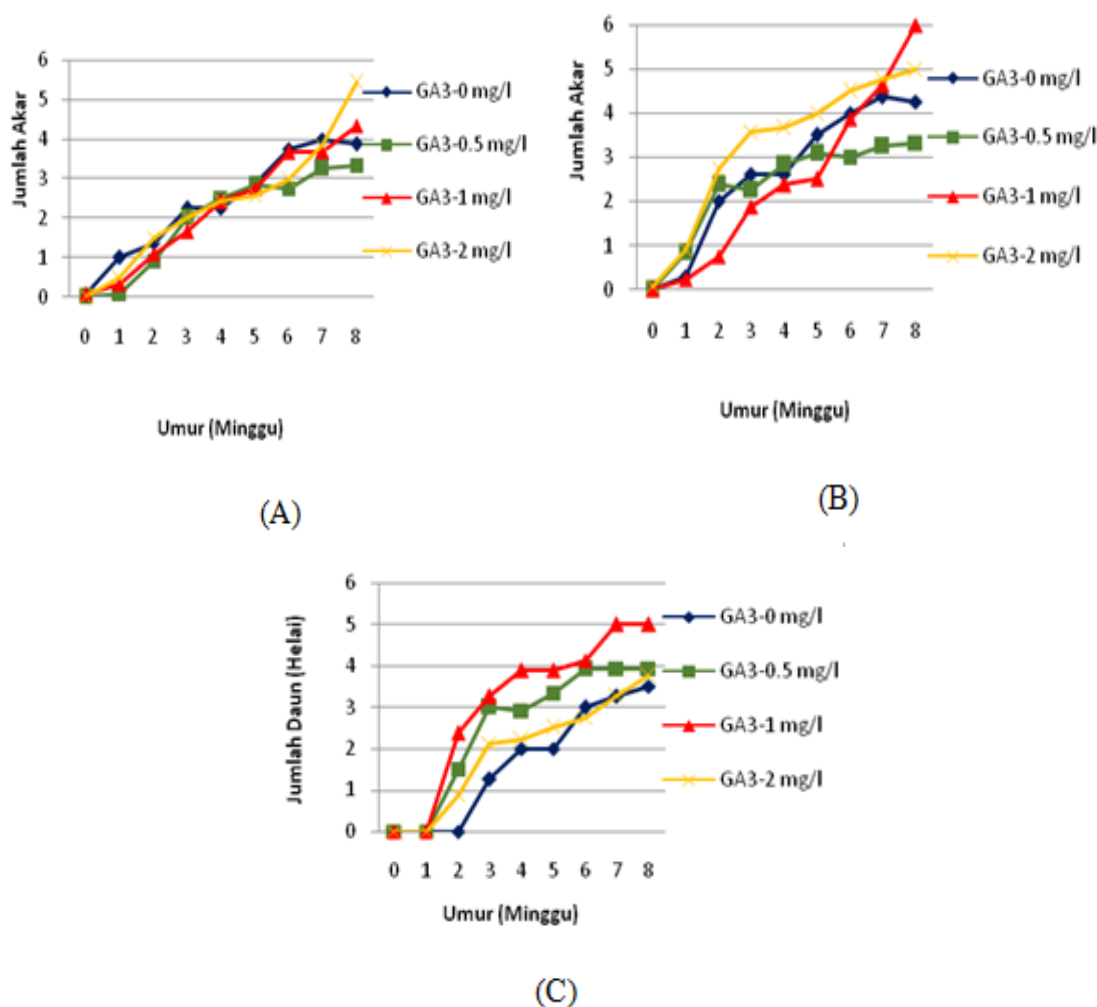 6
5
4
3
2
1
0
Jumlah Akar
0 1 2 3 4 5 6 7 8
Umur (Minggu)
GA3-0 mg/l
GA3-0.5 mg/l
GA3-1 mg/l
GA3-2 mg/l
(A)
6
5
4
3
2
1
0
Jumlah Akar
0 1 2 3 4 5 6 7 8
Umur (Minggu)
GA3-0 mg/l
GA3-0.5 mg/l
GA3-1 mg/l
GA3-2 mg/l
(B)
6
5
4
3
2
1
0
Jumlah Daun (Helai)
0 1 2 3 4 5 6 7 8
Umur (Minggu)
GA3-0 mg/l
GA3-0.5 mg/l
GA3-1 mg/l
GA3-2 mg/l
(C)